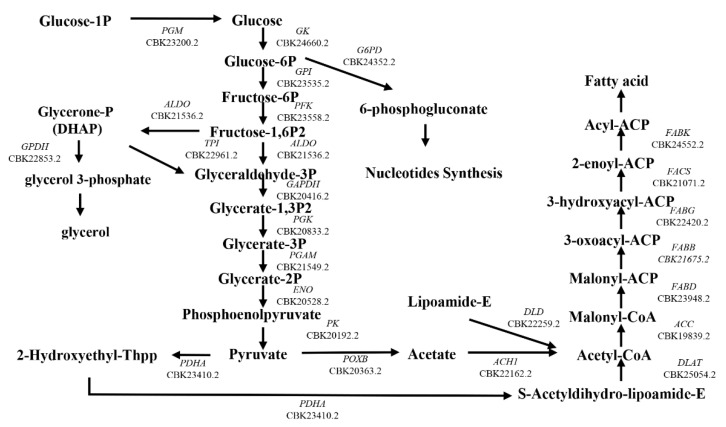 Glucose-1P
PGM
CBK23200.2
Glucose
GK
CBK24660.2
Glucose-6P
G6PD
CBK24352.2
GPI
CBK23535.2
Fructose-6P
PFK
CBK23558.2
6-phosphogluconate
Nucleotides Synthesis
Glycerone-P
(DHAP)
ALDO
CBK21536.2
Fructose-1,6P2
GPDH
CBK22853.2
TPI
CBK22961.2
ALDO
CBK21536.2
glycerol 3-phosphate
glycerol
Glyceraldehyde-3P
GAPDH
CBK20416.2
Glycerate-1,3P2
PGK
CBK20833.2
Glycerate-3P
PGAM
CBK21549.2
Glycerate-2P
ENO
CBK20528.2
Phosphoenolpyruvate
PK
CBK20192.2
2-Hydroxyethyl-Thpp
PDHA
CBK23410.2
Pyruvate
POXB
CBK20363.2
Acetate
ACH1
CBK22162.2
Lipoamide-E
DLD
CBK22259.2
PDHA
CBK23410.2
Fatty acid
Acyl-ACP
FABK
CBK24552.2
2-enoyl-ACP
FACS
CBK21071.2
3-hydroxyacyl-ACP
FABG
CBK22420.2
3-oxoacyl-ACP
FABB
CBK21675.2
Malonyl-ACP
FABD
CBK23948.2
Malonyl-CoA
ACC
CBK19839.2
Acetyl-CoA
DLAT
CBK25054.2
S-Acetyldihydro-lipoamide-E